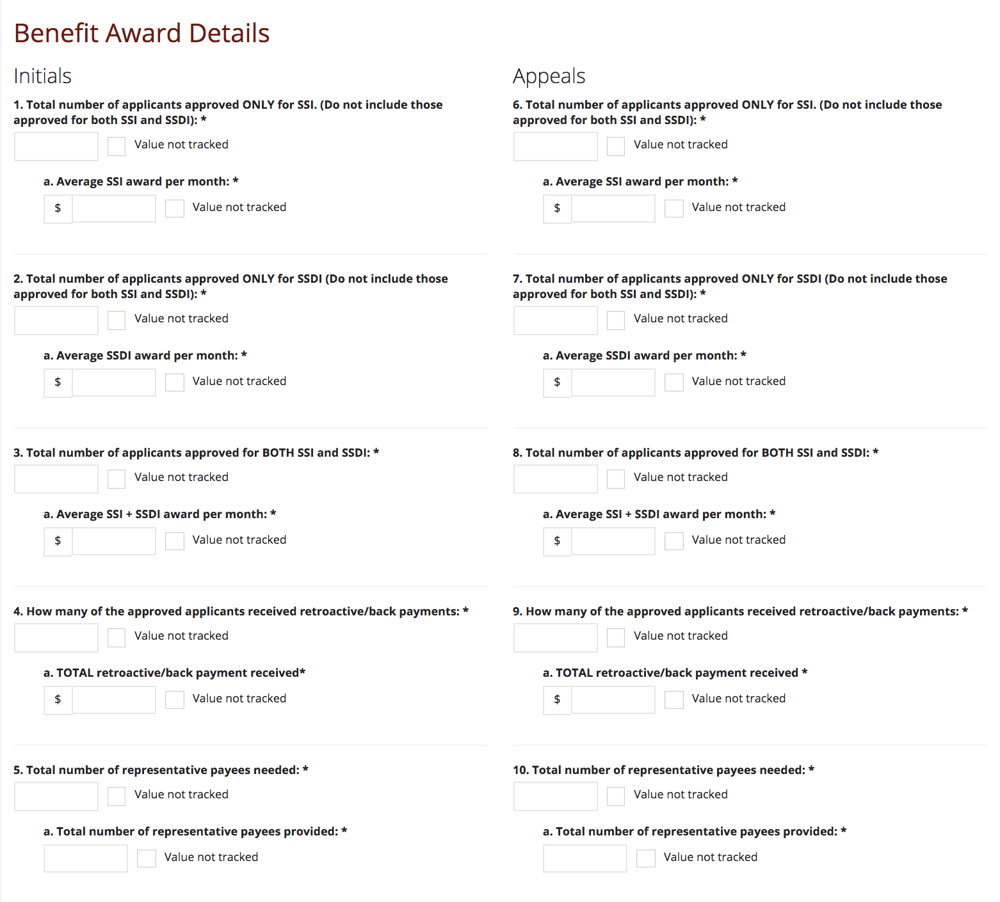 Benefit Award Details
Initials
1. Total number of applicants approved ONLY for SSI. (Do not include those
approved for both SSI and SSDI): *
Value not tracked
a. Average SSI award per month: *
$ Value not tracked
2. Total number of applicants approved ONLY for SSDI (Do not include those
approved for both SSI and SSDI): *
Value not tracked
a. Average SSDI award per month: *
$ Value not tracked
3. Total number of applicants approved for BOTH SSI and SSDI: *
Value not tracked
a. Average SSI + SSDI award per month: *
$ Value not tracked
4. How many of the approved applicants received retroactive/back payments: *
Value not tracked
a. TOTAL retroactive/back payment received*
$ Value not tracked
5. Total number of representative payees needed: *
Value not tracked
a. Total number of representative payees provided: *
Value not tracked
Appeals
6. Total number of applicants approved ONLY for SSI. (Do not include those
approved for both SSI and SSDI): *
Value not tracked
a. Average SSI award per month: *
$ Value not tracked
7. Total number of applicants approved ONLY for SSDI (Do not include those
approved for both SSI and SSDI): *
Value not tracked
a. Average SSDI award per month: *
$ Value not tracked
8. Total number of applicants approved for BOTH SSI and SSDI: *
Value not tracked
a. Average SSI + SSDI award per month: *
$ Value not tracked
9. How many of the approved applicants received retroactive/back payments: *
Value not tracked
a. TOTAL retroactive/back payment received *
$ Value not tracked
10. Total number of representative payees needed: *
Value not tracked
a. Total number of representative payees provided: *
Value not tracked